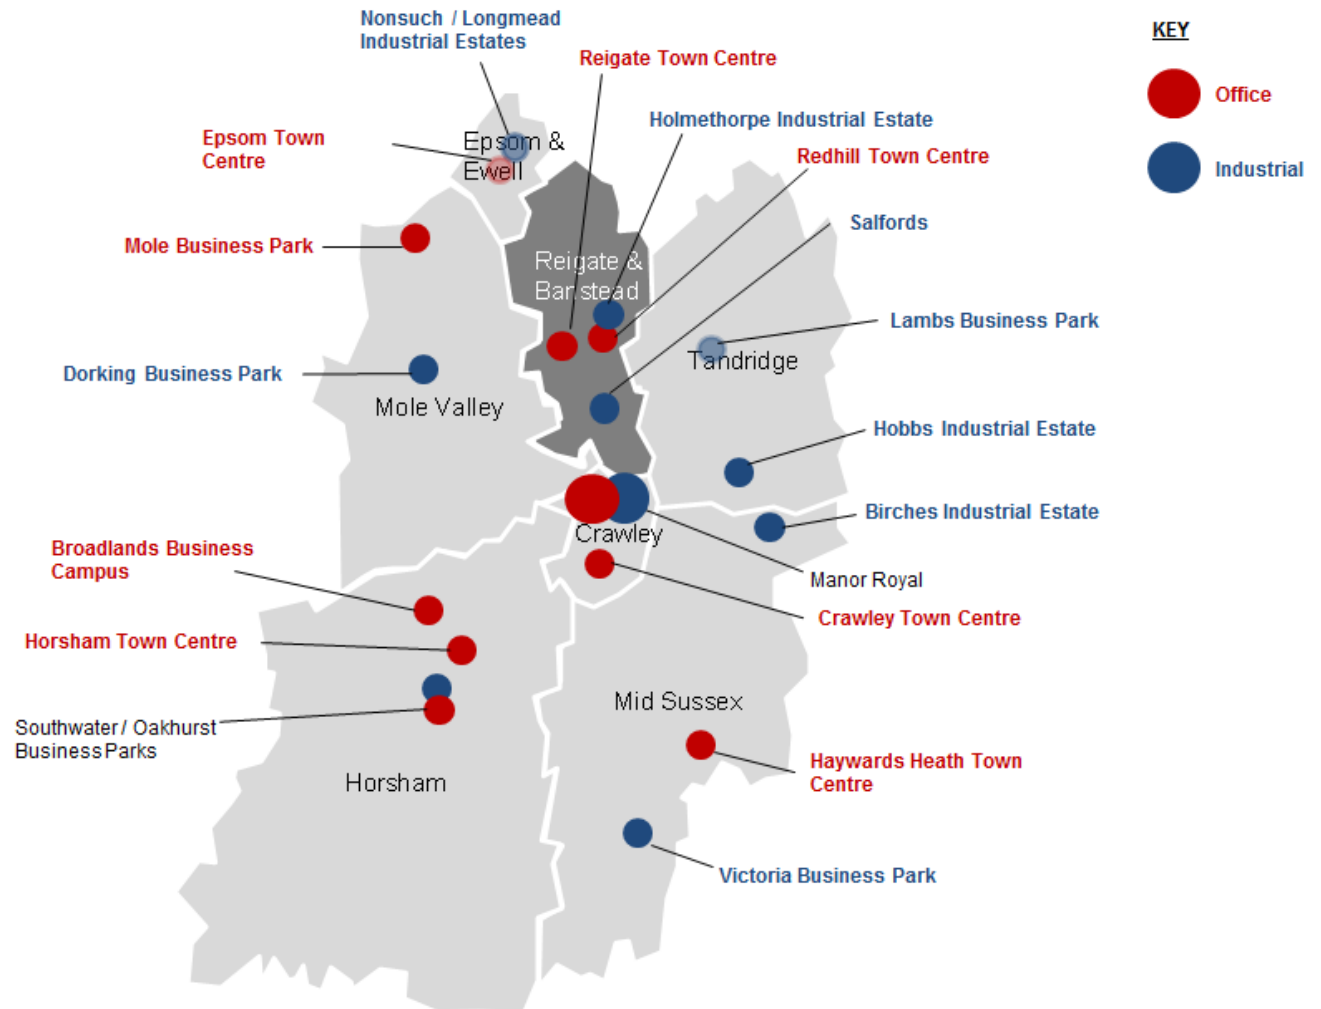 Nonsuch / Longmead
Industrial Estates
KEY
Reigate Town Centre
Office
Holmethorpe Industrial Estate
Epsom Town
Centre
Epsom &
Ewell
Redhill Town Centre
Industrial
Salfords
Mole Business Park
Reigate &
Banstead
Lambs Business Park
Tandridge
Dorking Business Park
Mole Valley
Hobbs Industrial Estate
Birches Industrial Estate
Crawley
Broadlands Business
Campus
Manor Royal
Crawley Town Centre
Horsham Town Centre
Mid Sussex
Southwater / Oakhurst
Business Parks
Haywards Heath Town
Centre
Horsham
Victoria Business Park